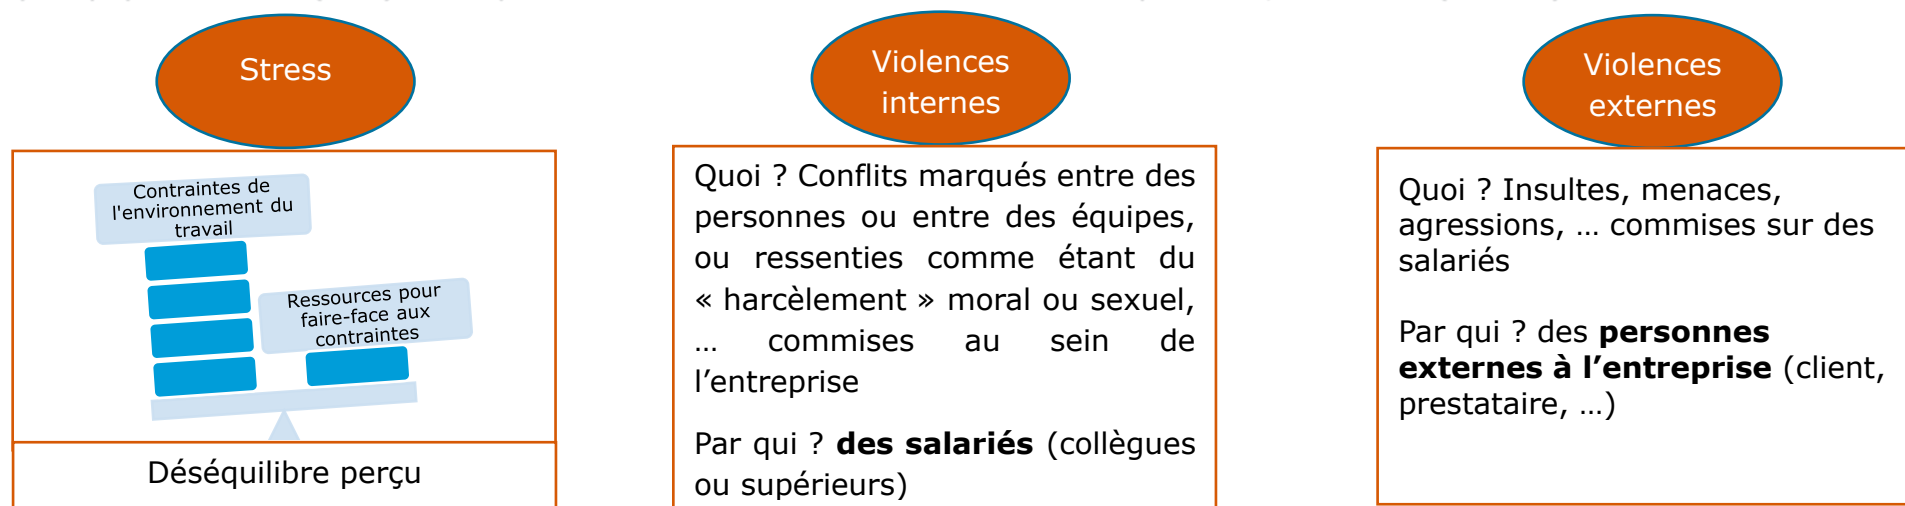 Stress
Contraintes de
l'environnement du
travail
Ressources pour
faire-face aux
contraintes
Déséquilibre perçu
Violences
internes
Quoi ? Conflits marqués entre des
personnes ou entre des équipes,
ou ressenties comme étant du
« harcèlement » moral ou sexuel,
… commises au sein de
l’entreprise
Par qui ? des salariés (collègues
ou supérieurs)
Violences
externes
Quoi ? Insultes, menaces,
agressions, … commises sur des
salariés
Par qui ? des personnes
externes à l’entreprise (client,
prestataire, …)